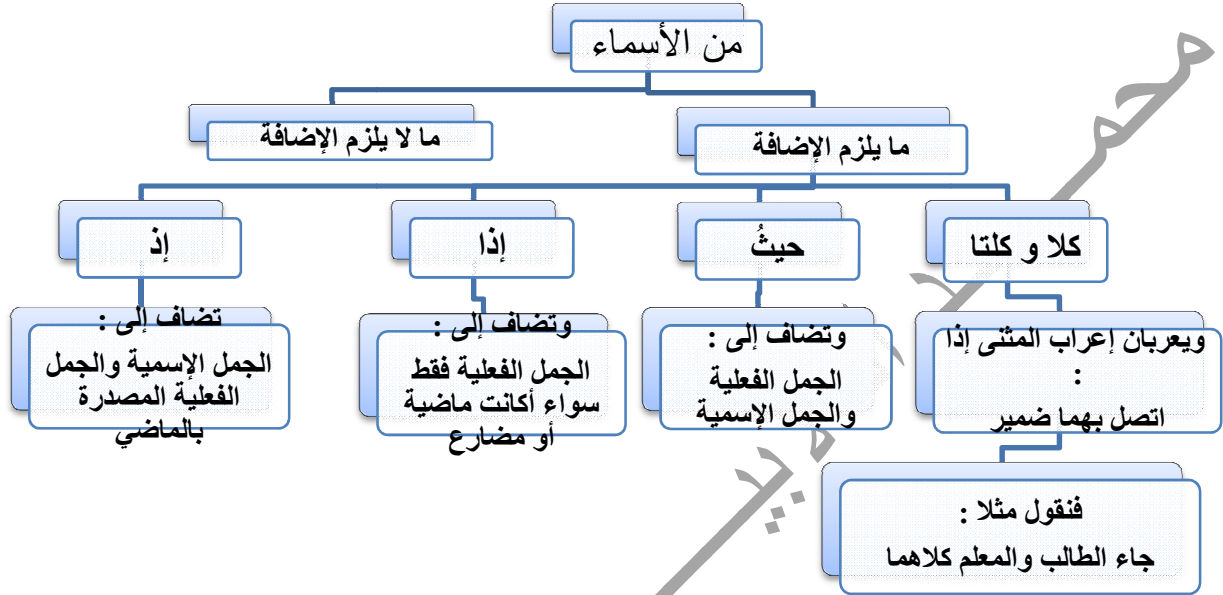 من الأسماء
ما يلزم الإضافة
ما لا يلزم الإضافة
كلا و كلتا
ويعربان إعراب المثنى إذا
:
اتصل بهما ضمير
فنقول مثلا :
جاء الطالب والمعلم كلاهما
حيثُ
وتضاف إلى :
الجمل الفعلية
والجمل الإسمية
إذا
وتضاف إلى :
الجمل الفعلية فقط
سواء أكانت ماضية
أو مضارع
إذ
تضاف إلى :
الجمل الإسمية والجمل
الفعلية المصدرة
بالماضي